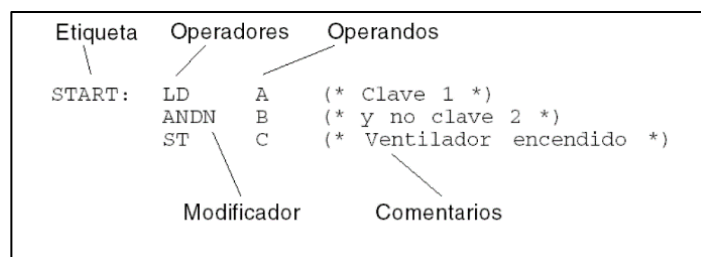 Etiqueta Operadores Operandos
START: LD A (* Clave 1 *)
ANDN B (* y no clave 2 *)
ST C (* Ventilador encendido *)
Modificador Comentarios